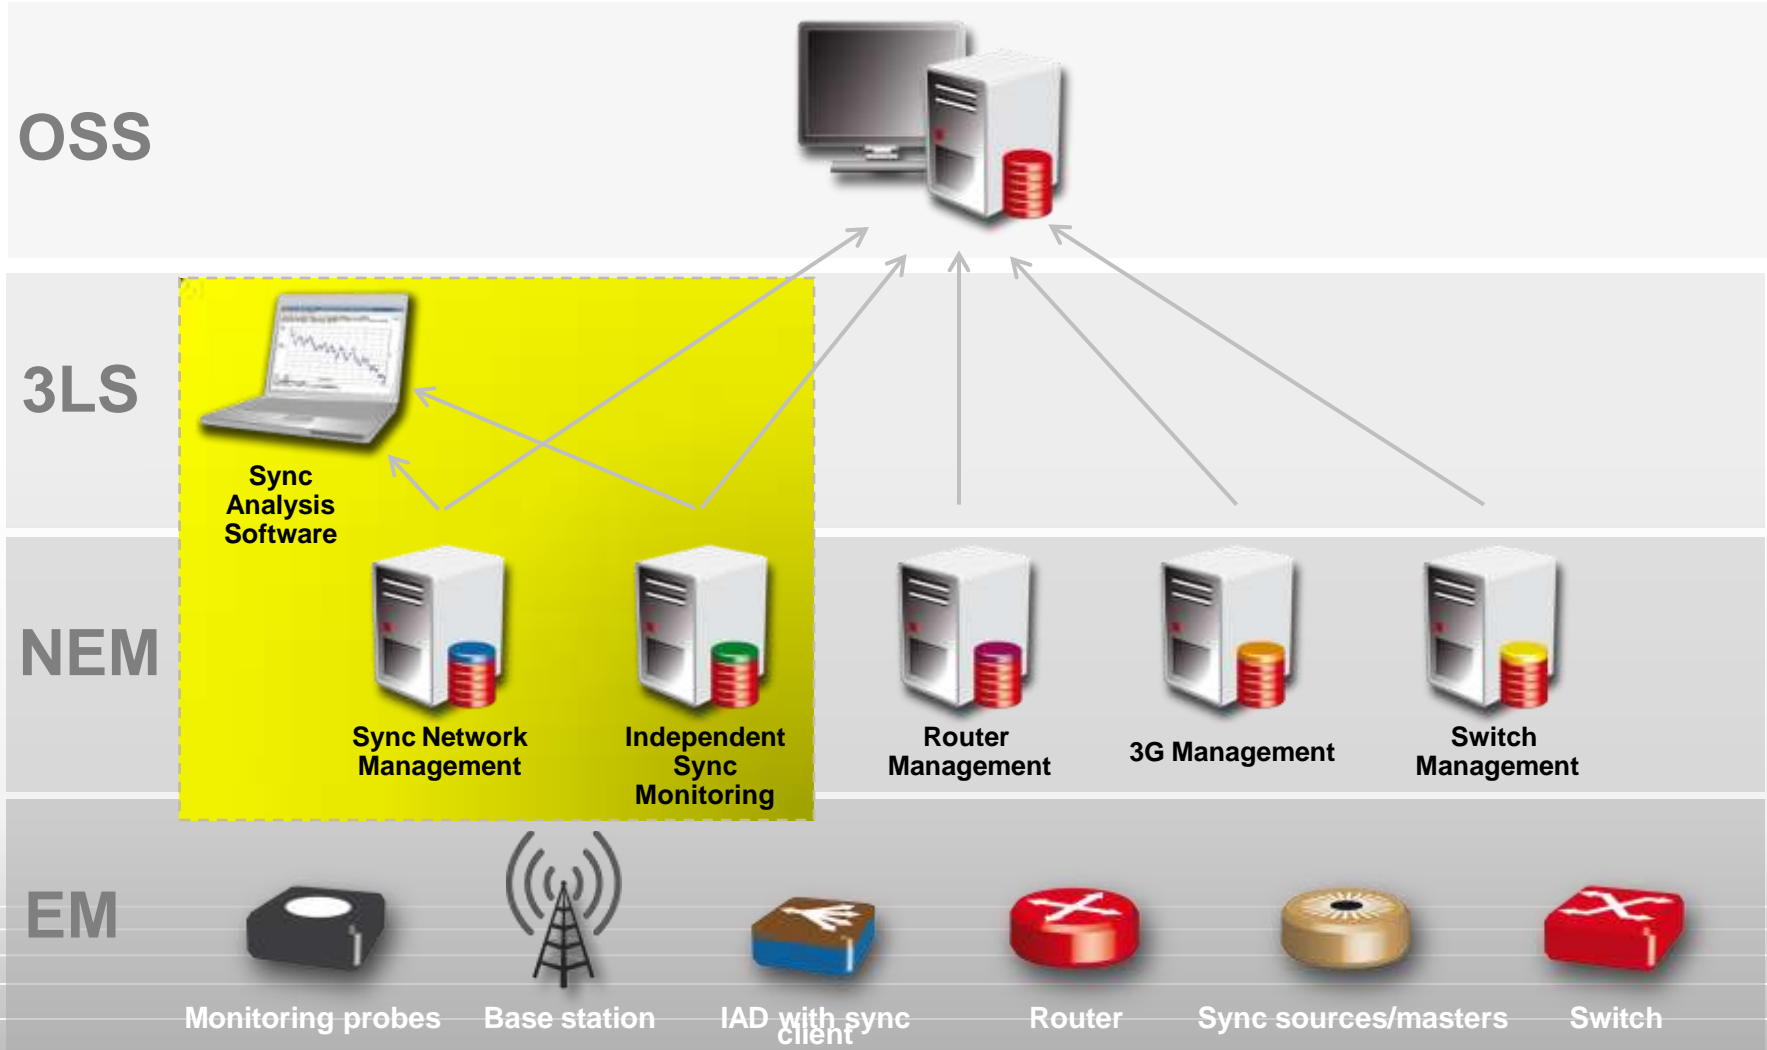 OSS
3LS
Sync
Analysis
Software
NEM
Sync Network
Management
Independent
Sync
Monitoring
Router
Management
3G Management
Switch
Management
EM
Monitoring probes
Base station
IAD with sync
client
Router
Sync sources/masters
Switch